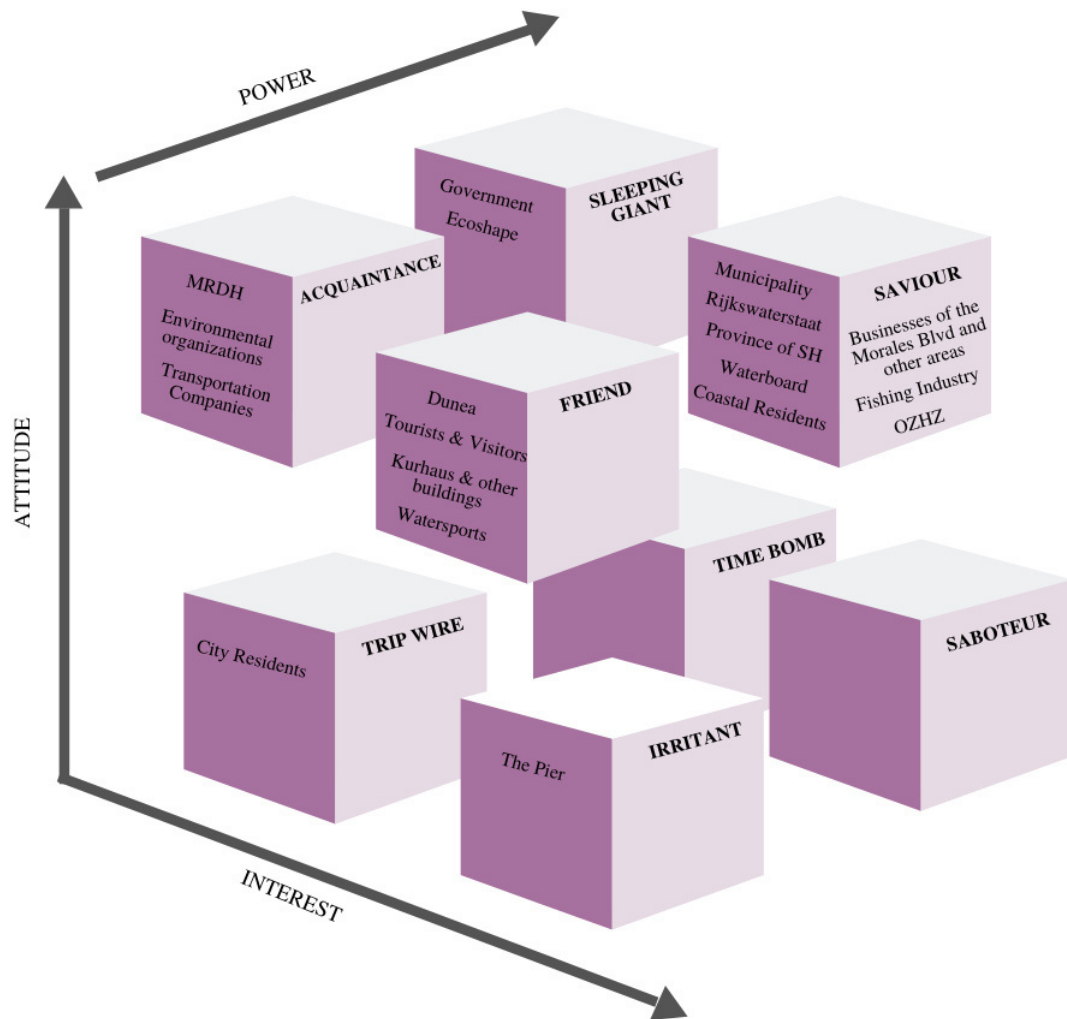 POWER
ATTITUDE
INTEREST
Government
Ecoshape
SLEEPING
GIANT
MRDH
Environmental
organizations
Transportation
Companies
ACQUAINTANCE
Municipality
Rijkswaterstaat
Province of SH
Waterboard
Coastal Residents
SAVIOUR
Businesses of the
Morales Blvd and
other areas
Fishing Industry
OZHZ
Dunea
Tourists & Visitors
Kurhaus & other
buildings
Watersports
FRIEND
TIME BOMB
City Residents
TRIP WIRE
SABOTEUR
The Pier
IRRITANT